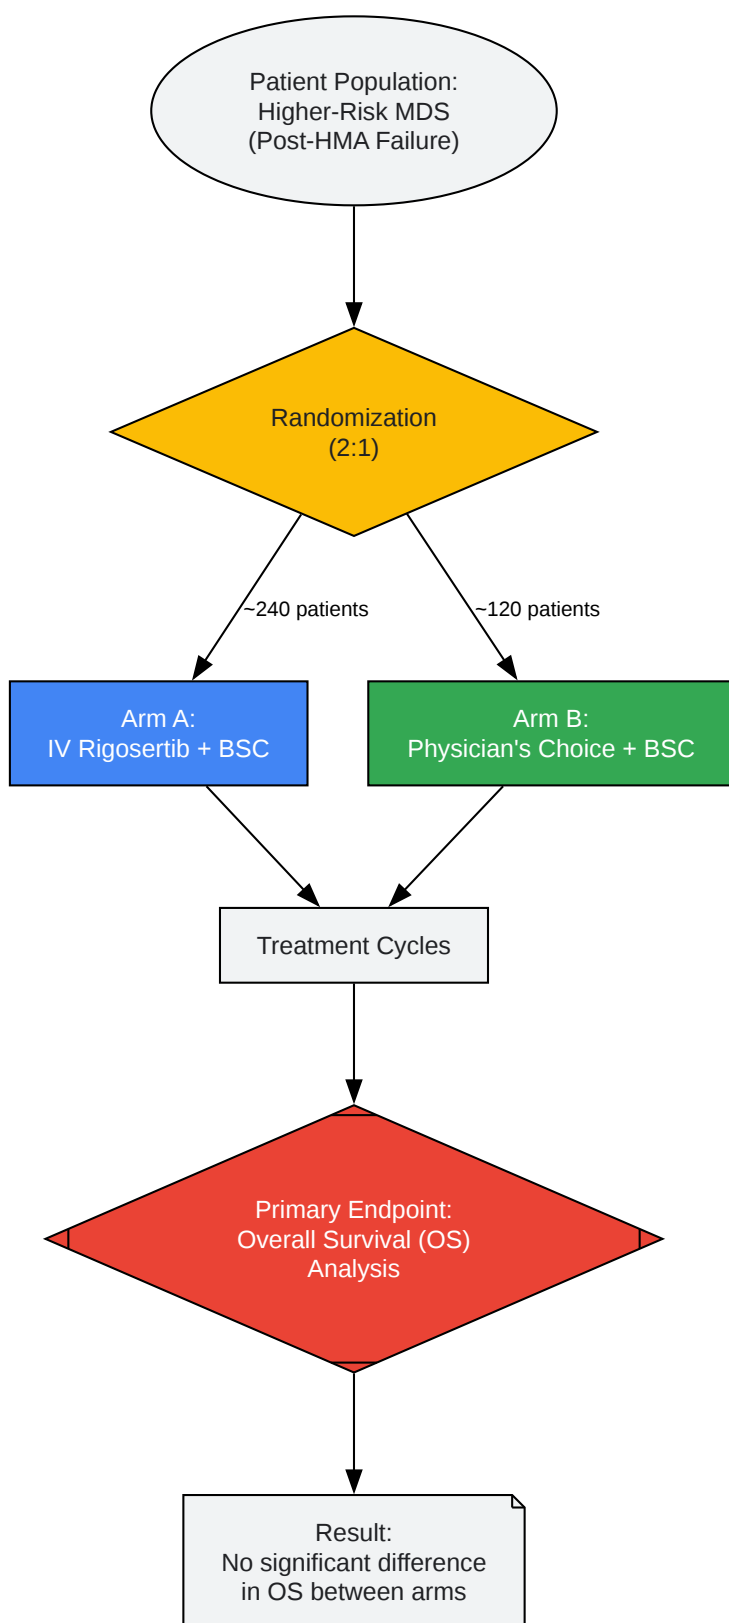 Patient Population:
Higher-Risk MDS
(Post-HMA Failure)
Randomization
(2:1)
~240 patients
~120 patients
Arm A:
IV Rigosertib + BSC
Arm B:
Physician's Choice + BSC
Treatment Cycles
Primary Endpoint:
Overall Survival (OS)
Analysis
Result:
No significant difference
in OS between arms